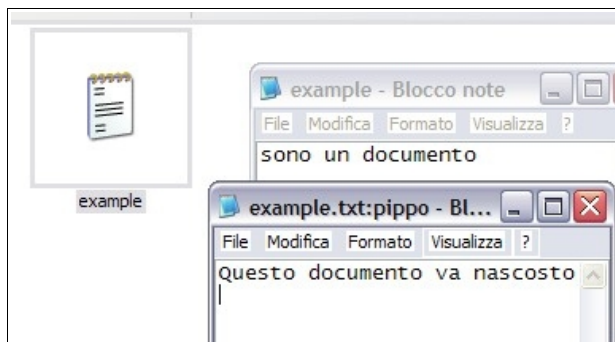 example
example - Blocco note
File Modifica Formato Visualizza ?
sono un documento
example.txt:pippo - Bl...
File Modifica Formato Visualizza ?
Questo documento va nascosto